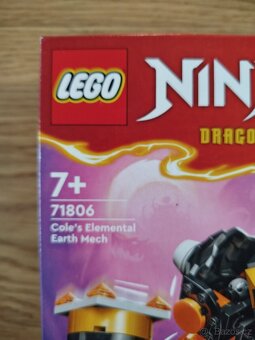 LEGO
NIN
DRAGO
7+
71806
Cole's Elemental
Earth Mech